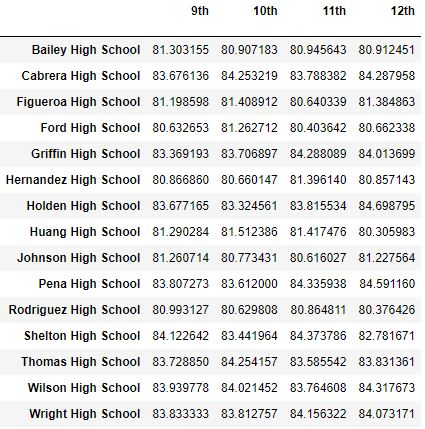 9th 10th 11th 12th
Bailey High School 81.303155 80.907183 80.945643 80.912451
Cabrera High School 83.676136 84.253219 83.788382 84.287958
Figueroa High School 81.198598 81.408912 80.640339 81.384863
Ford High School 80.632653 81.262712 80.403642 80.662338
Griffin High School 83.369193 83.706897 84.288089 84.013699
Hernandez High School 80.866860 80.660147 81.396140 80.857143
Holden High School 83.677165 83.324561 83.815534 84.698795
Huang High School 81.290284 81.512386 81.417476 80.305983
Johnson High School 81.260714 80.773431 80.616027 81.227564
Pena High School 83.807273 83.612000 84.335938 84.591160
Rodriguez High School 80.993127 80.629808 80.864811 80.376426
Shelton High School 84.122642 83.441964 84.373786 82.781671
Thomas High School 83.728850 84.254157 83.585542 83.831361
Wilson High School 83.939778 84.021452 83.764608 84.317673
Wright High School 83.833333 83.812757 84.156322 84.073171